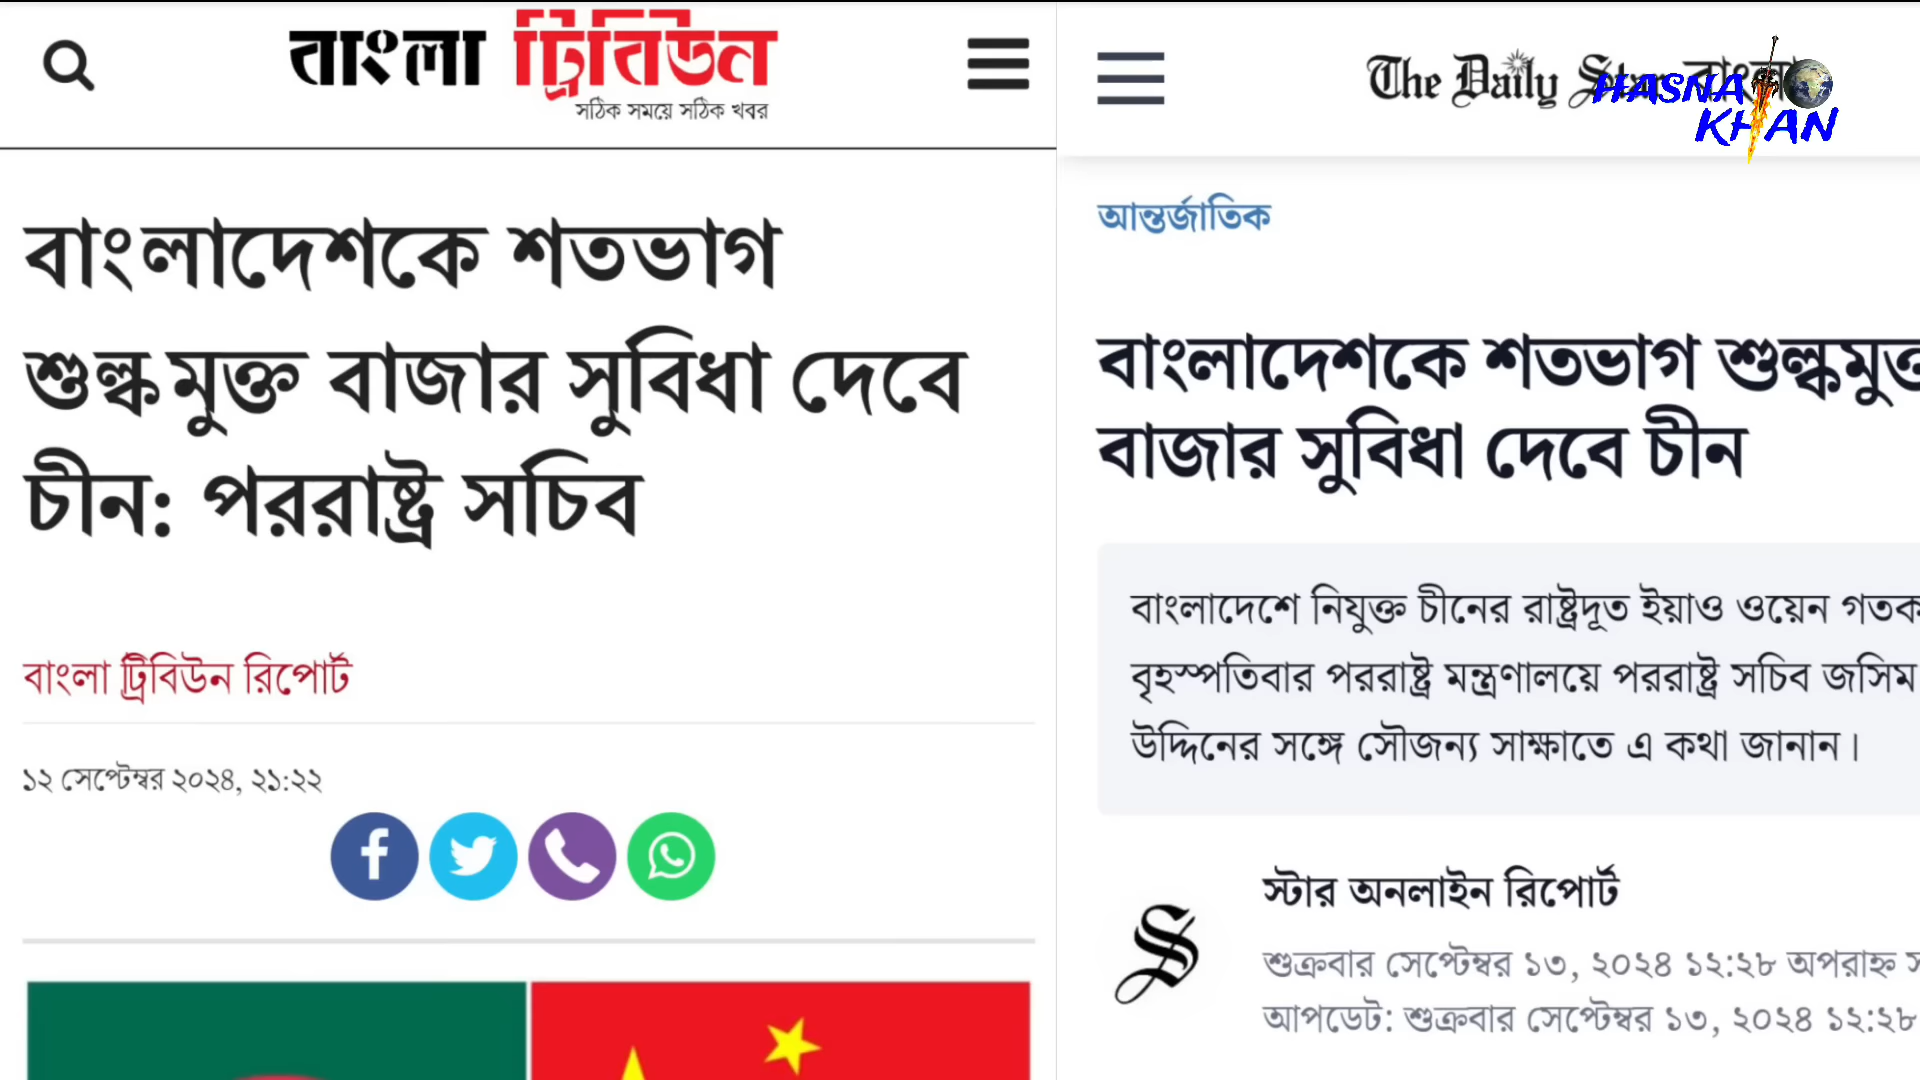 বাংলা ট্রিবিউন
সঠিক সময়ে সঠিক খবর
বাংলাদেশকে শতভাগ
শুল্কমুক্ত বাজার সুবিধা দেবে
চীন: পররাষ্ট্র সচিব
বাংলা ট্রিবিউন রিপোর্ট
১২ সেপ্টেম্বর ২০২৪, ২১:২২
The Daily Star বাংলা
HASNA
KHAN
আন্তর্জাতিক
বাংলাদেশকে শতভাগ শুল্কমুক্ত
বাজার সুবিধা দেবে চীন
বাংলাদেশে নিযুক্ত চীনের রাষ্ট্রদূত ইয়াও ওয়েন গতক
বৃহস্পতিবার পররাষ্ট্র মন্ত্রণালয়ে পররাষ্ট্র সচিব জসিম
উদ্দিনের সঙ্গে সৌজন্য সাক্ষাতে এ কথা জানান।
স্টার অনলাইন রিপোর্ট
শুক্রবার সেপ্টেম্বর ১৩, ২০২৪ ১২:২৮ অপরাহ্ন স
আপডেট: শুক্রবার সেপ্টেম্বর ১৩, ২০২৪ ১২:২৮